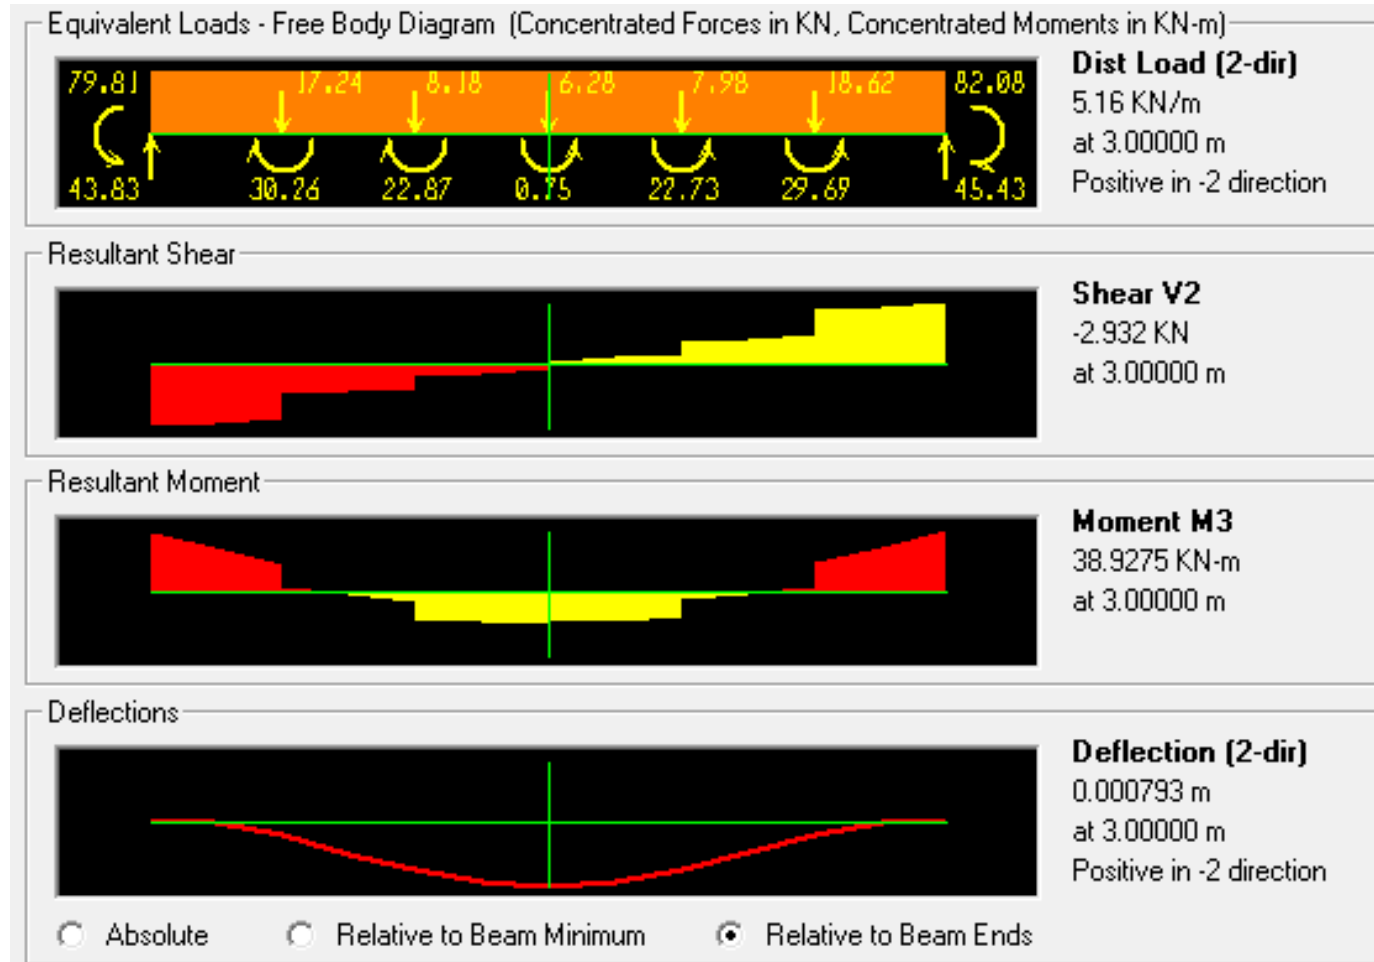 Equivalent Loads - Free Body Diagram (Concentrated Forces in KN, Concentrated Moments in KN-m)
79.81 17.24 8.18 6.28 7.98 18.62 82.08
43.83 30.26 22.87 0.75 22.73 29.69 45.43
Dist Load (2-dir)
5.16 KN/m
at 3.00000 m
Positive in -2 direction
Resultant Shear
Shear V2
-2.932 KN
at 3.00000 m
Resultant Moment
Moment M3
38.9275 KN-m
at 3.00000 m
Deflections
Deflection (2-dir)
0.000793 m
at 3.00000 m
Positive in -2 direction
Absolute Relative to Beam Minimum Relative to Beam Ends